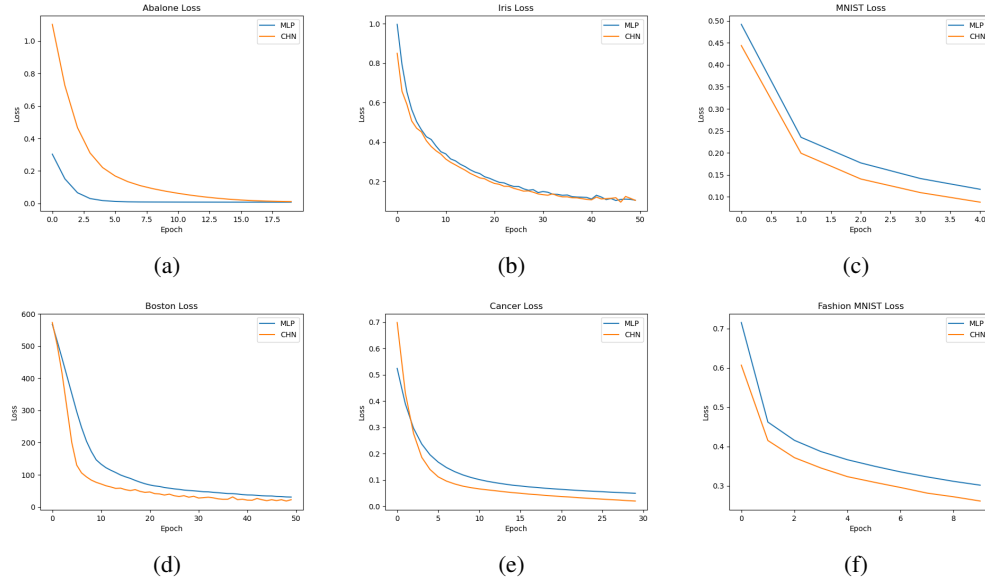 Abalone Loss
MLP
CHN
1.0
0.8
0.6
0.4
0.2
0.0
Loss
0.0 2.5 5.0 7.5 10.0 12.5 15.0 17.5
Epoch
(a)
Iris Loss
MLP
CHN
1.0
0.8
0.6
0.4
0.2
Loss
0 10 20 30 40 50
Epoch
(b)
MNIST Loss
MLP
CHN
0.50
0.45
0.40
0.35
0.30
0.25
0.20
0.15
0.10
Loss
0.0 0.5 1.0 1.5 2.0 2.5 3.0 3.5 4.0
Epoch
(c)
Boston Loss
MLP
CHN
600
500
400
300
200
100
0
Loss
0 10 20 30 40 50
Epoch
(d)
Cancer Loss
MLP
CHN
0.7
0.6
0.5
0.4
0.3
0.2
0.1
0.0
Loss
0 5 10 15 20 25 30
Epoch
(e)
Fashion MNIST Loss
MLP
CHN
0.7
0.6
0.5
0.4
0.3
Loss
0 2 4 6 8
Epoch
(f)